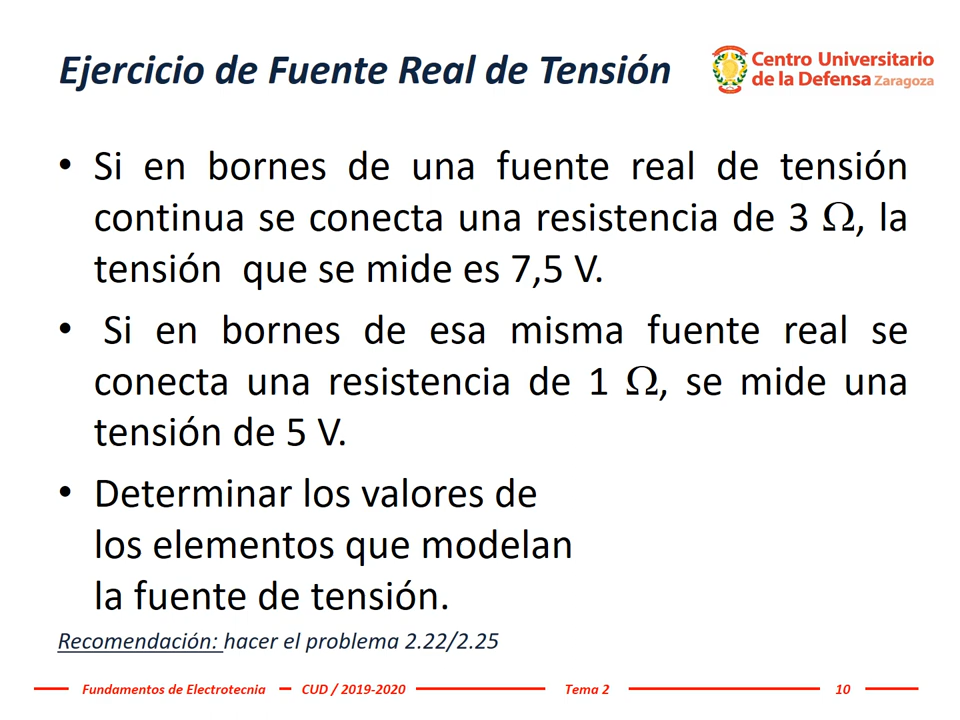 Ejercicio de Fuente Real de Tensión
Centro Universitario
de la Defensa Zaragoza
• Si en bornes de una fuente real de tensión
continua se conecta una resistencia de 3 Ω, la
tensión que se mide es 7,5 V.
• Si en bornes de esa misma fuente real se
conecta una resistencia de 1 Ω, se mide una
tensión de 5 V.
• Determinar los valores de
los elementos que modelan
la fuente de tensión.
Recomendación: hacer el problema 2.22/2.25
Fundamentos de Electrotecnia CUD / 2019-2020 Tema 2 10